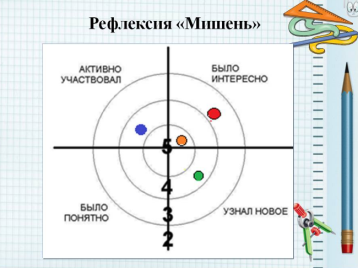 Рефлексия «Мишень»
АКТИВНО
УЧАСТВОВАЛ
БЫЛО
ИНТЕРЕСНО
5
4
БЫЛО
ПОНЯТНО
3
УЗНАЛ НОВОЕ
2